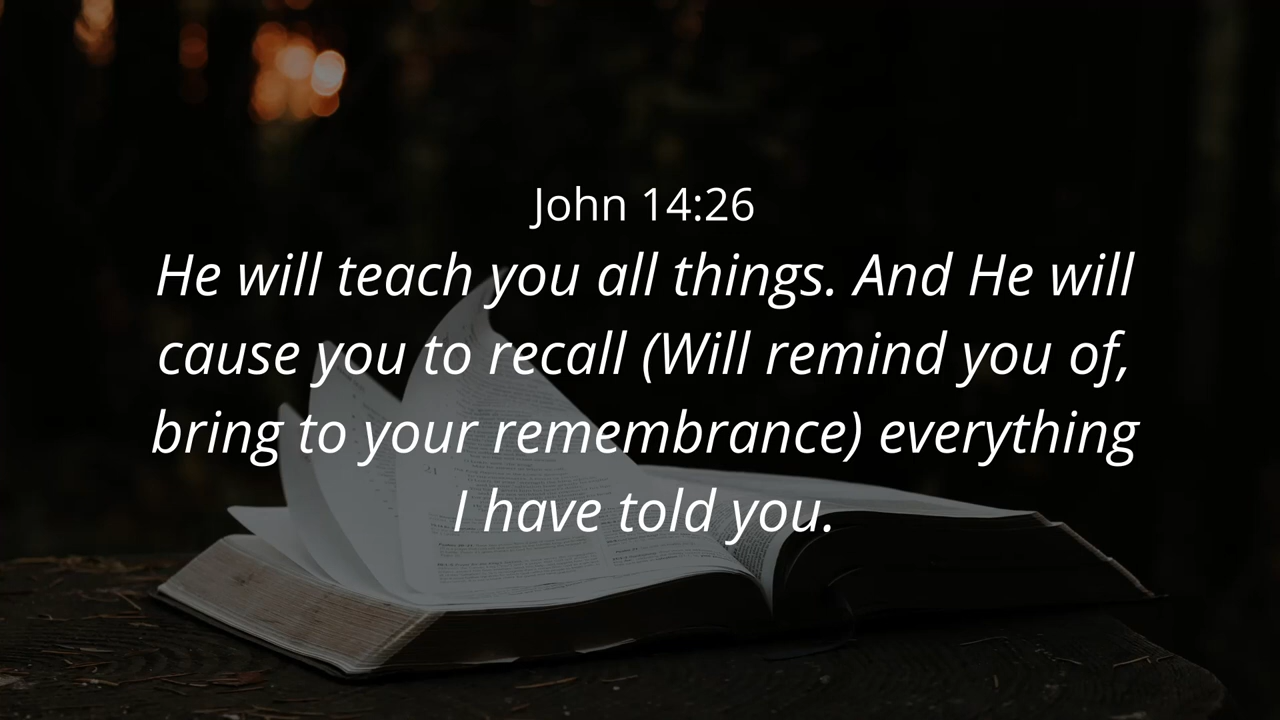 John 14:26
He will teach you all things. And He will
cause you to recall (Will remind you of,
bring to your remembrance) everything
I have told you.